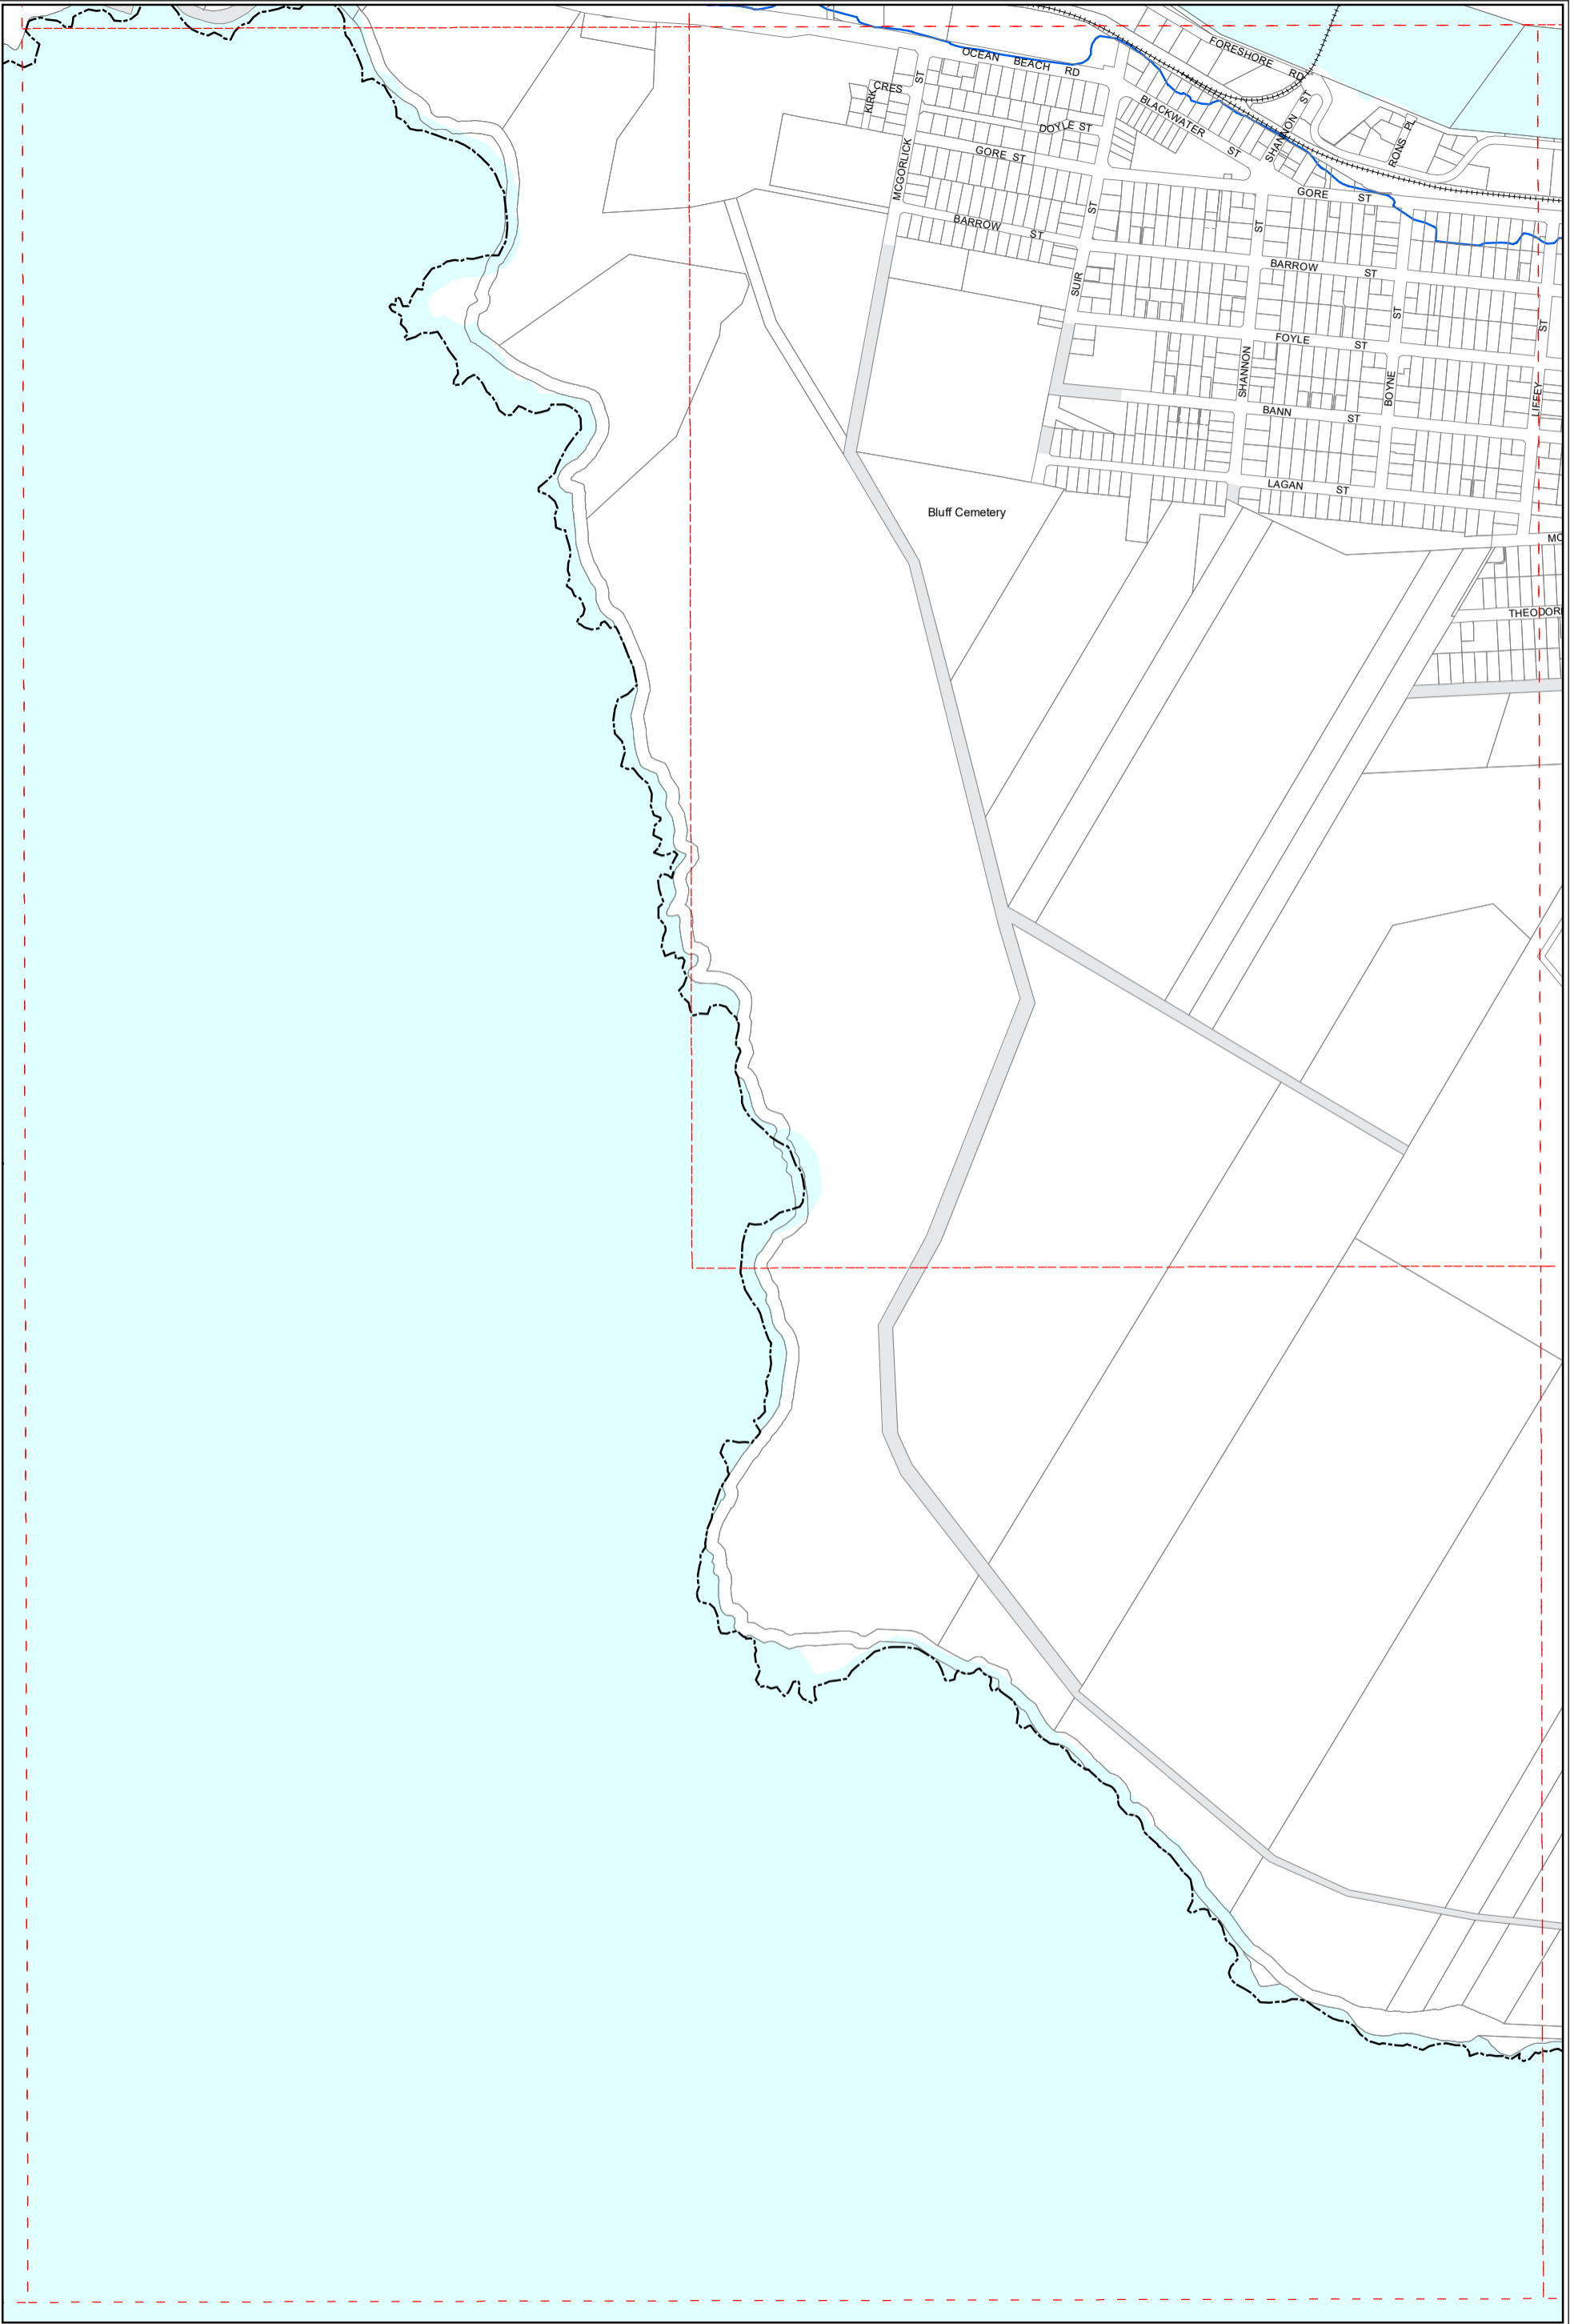 FORESHORE RD
OCEAN BEACH RD
ST
CRES
KIRK
ST
BLACKWATER ST
DOYLE ST
SHANNON
RONS PL
GORE ST
MCGORLICK
GORE ST
ST
BARROW ST
ST
BARROW ST
SUIR
ST
ST
FOYLE ST
SHANNON
BOYNE
LIFFEY
BANN ST
LAGAN ST
Bluff Cemetery
MC
THEODOR